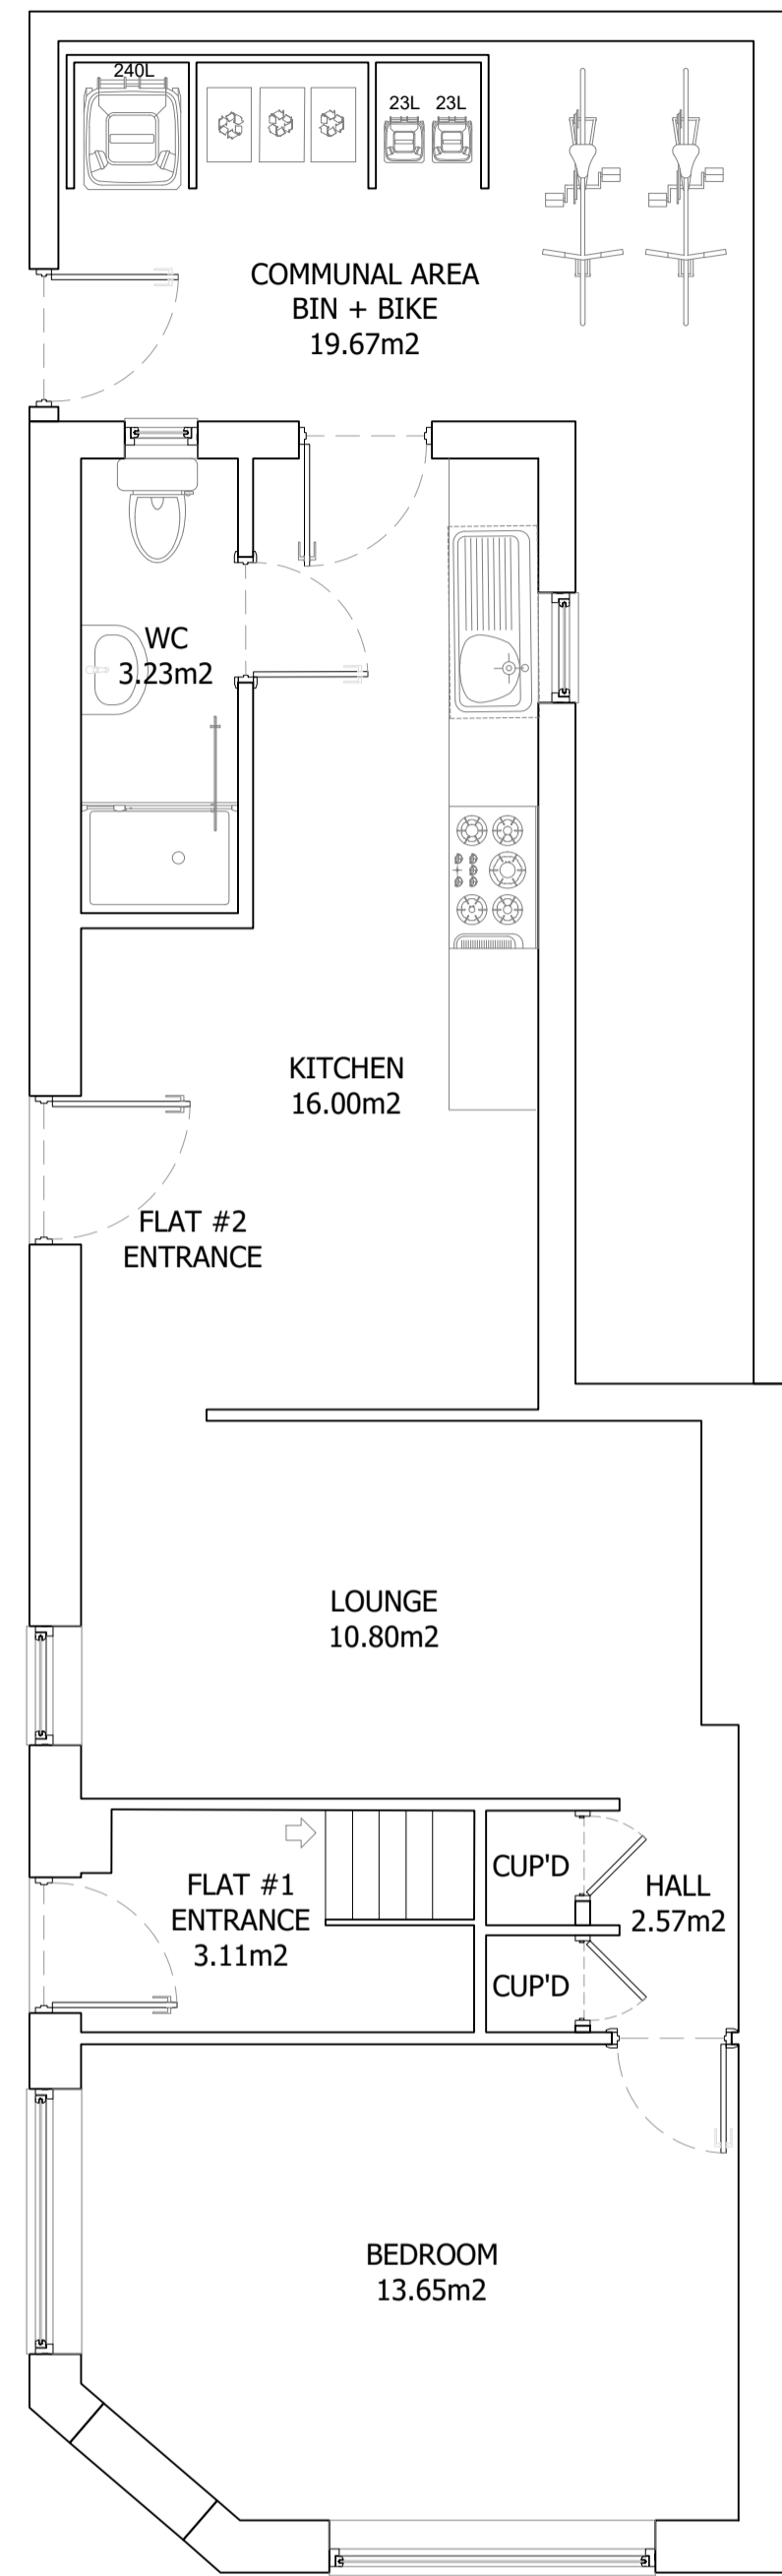 240L
23L 23L
COMMUNAL AREA
BIN + BIKE
19.67m2
WC
3.23m2
KITCHEN
16.00m2
FLAT #2
ENTRANCE
LOUNGE
10.80m2
CUP'D
FLAT #1
ENTRANCE
3.11m2
HALL
2.57m2
CUP'D
BEDROOM
13.65m2